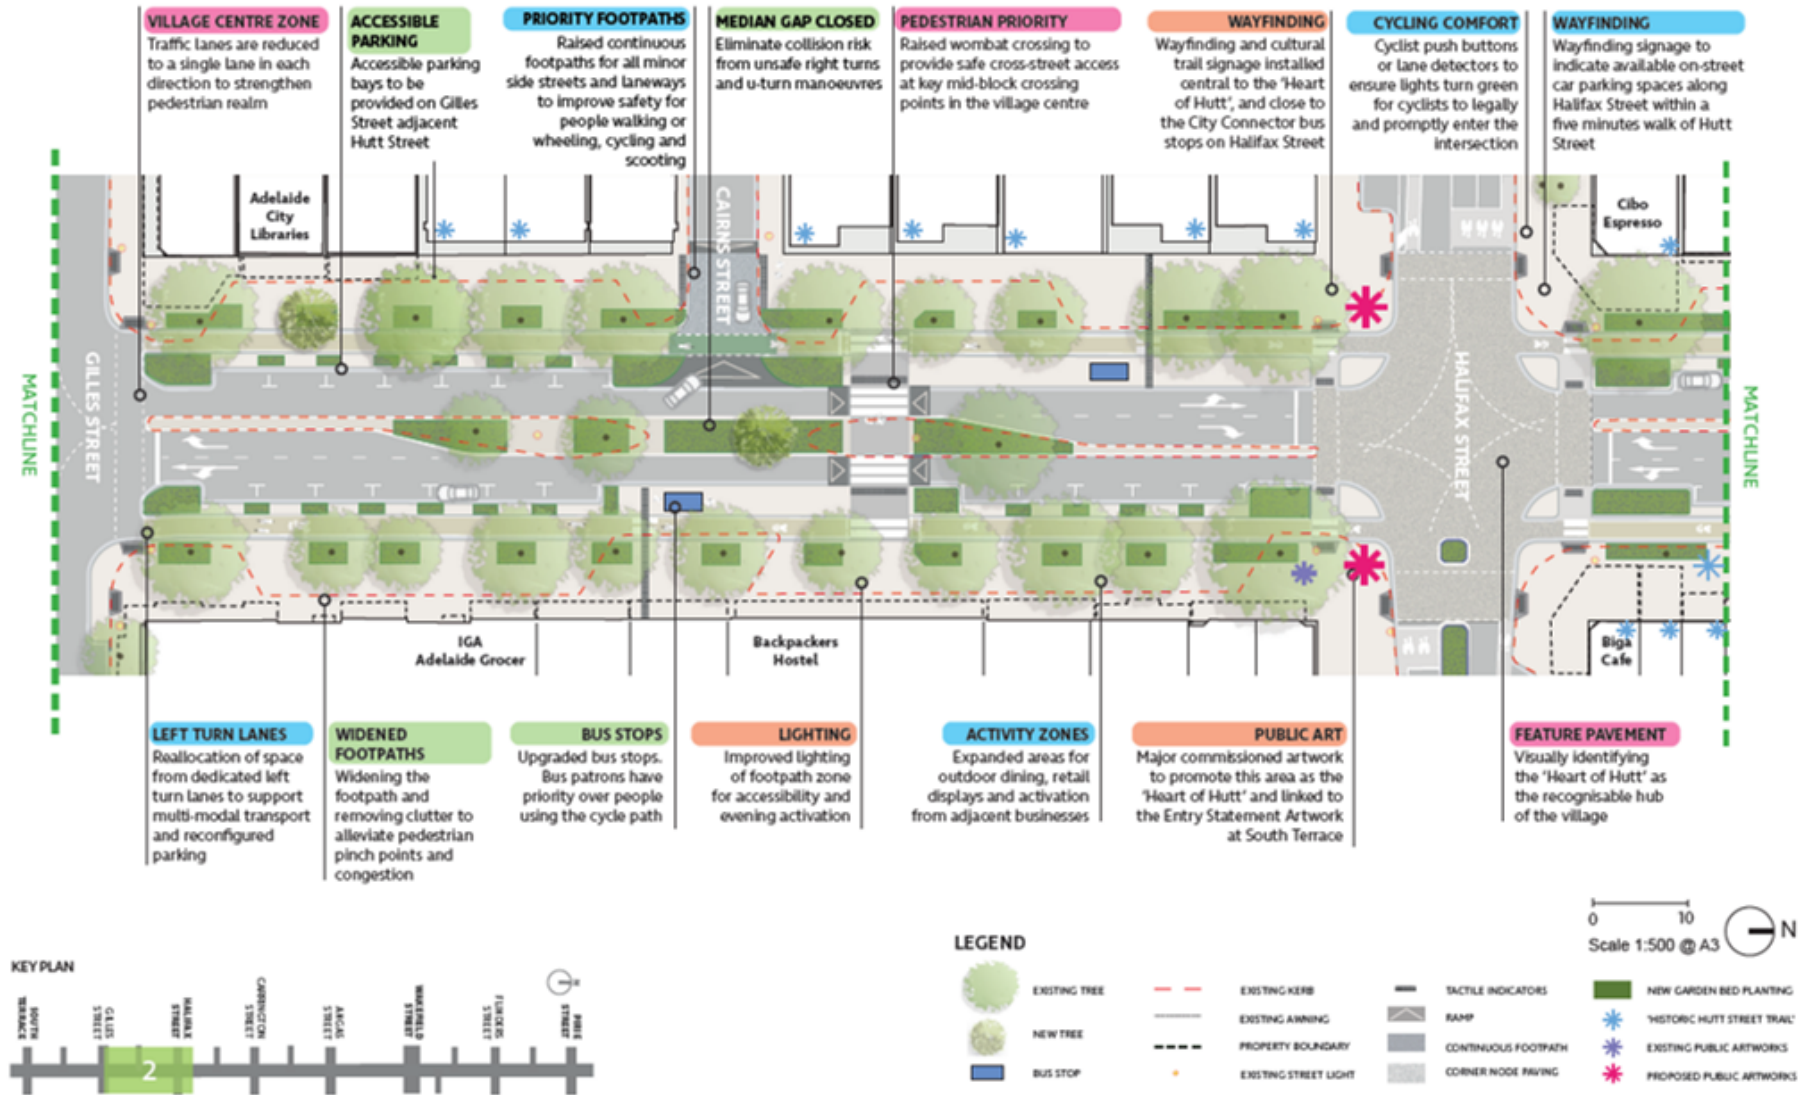 VILLAGE CENTRE ZONE
Traffic lanes are reduced
to a single lane in each
direction to strengthen
pedestrian realm
ACCESSIBLE
PARKING
Accessible parking
bays to be
provided on Gilles
Street adjacent
Hutt Street
PRIORITY FOOTPATHS
Raised continuous
footpaths for all minor
side streets and laneways
to improve safety for
people walking or
wheeling, cycling and
scooting
MEDIAN GAP CLOSED
Eliminate collision risk
from unsafe right turns
and u-turn manoeuvres
PEDESTRIAN PRIORITY
Raised wombat crossing to
provide safe cross-street access
at key mid-block crossing
points in the village centre
WAYFINDING
Wayfinding and cultural
trail signage installed
central to the 'Heart
of Hutt', and close to
the City Connector bus
stops on Halifax Street
CYCLING COMFORT
Cyclist push buttons
or lane detectors to
ensure lights turn green
for cyclists to legally
and promptly enter the
intersection
WAYFINDING
Wayfinding signage to
indicate available on-street
car parking spaces along
Halifax Street within a
five minutes walk of Hutt
Street
Adelaide
City
Libraries
CAIRNS STREET
Cibo
Espresso
MATCHLINE
GILLES STREET
HALIFAX STREET
MATCHLINE
IGA
Adelaide Grocer
Backpackers
Hostel
Biga
Cafe
LEFT TURN LANES
Reallocation of space
from dedicated left
turn lanes to support
multi-modal transport
and reconfigured
parking
WIDENED
FOOTPATHS
Widening the
footpath and
removing clutter to
alleviate pedestrian
pinch points and
congestion
BUS STOPS
Upgraded bus stops.
Bus patrons have
priority over people
using the cycle path
LIGHTING
Improved lighting
of footpath zone
for accessibility and
evening activation
ACTIVITY ZONES
Expanded areas for
outdoor dining, retail
displays and activation
from adjacent businesses
PUBLIC ART
Major commissioned artwork
to promote this area as the
'Heart of Hutt' and linked to
the Entry Statement Artwork
at South Terrace
FEATURE PAVEMENT
Visually identifying
the 'Heart of Hutt' as
the recognisable hub
of the village
0 10
Scale 1:500 @ A3
N
KEY PLAN
SOUTH
TERRACE
GILLES
STREET
HALIFAX
STREET
CARRINGTON
STREET
ANGAS
STREET
WAKEFIELD
STREET
FLINDERS
STREET
PIRIE
STREET
N
2
LEGEND
EXISTING TREE
NEW TREE
BUS STOP
EXISTING KERB
EXISTING AWNING
PROPERTY BOUNDARY
EXISTING STREET LIGHT
TACTILE INDICATORS
RAMP
CONTINUOUS FOOTPATH
CORNER NODE PAVING
NEW GARDEN BED PLANTING
'HISTORIC HUTT STREET TRAIL'
EXISTING PUBLIC ARTWORKS
PROPOSED PUBLIC ARTWORKS